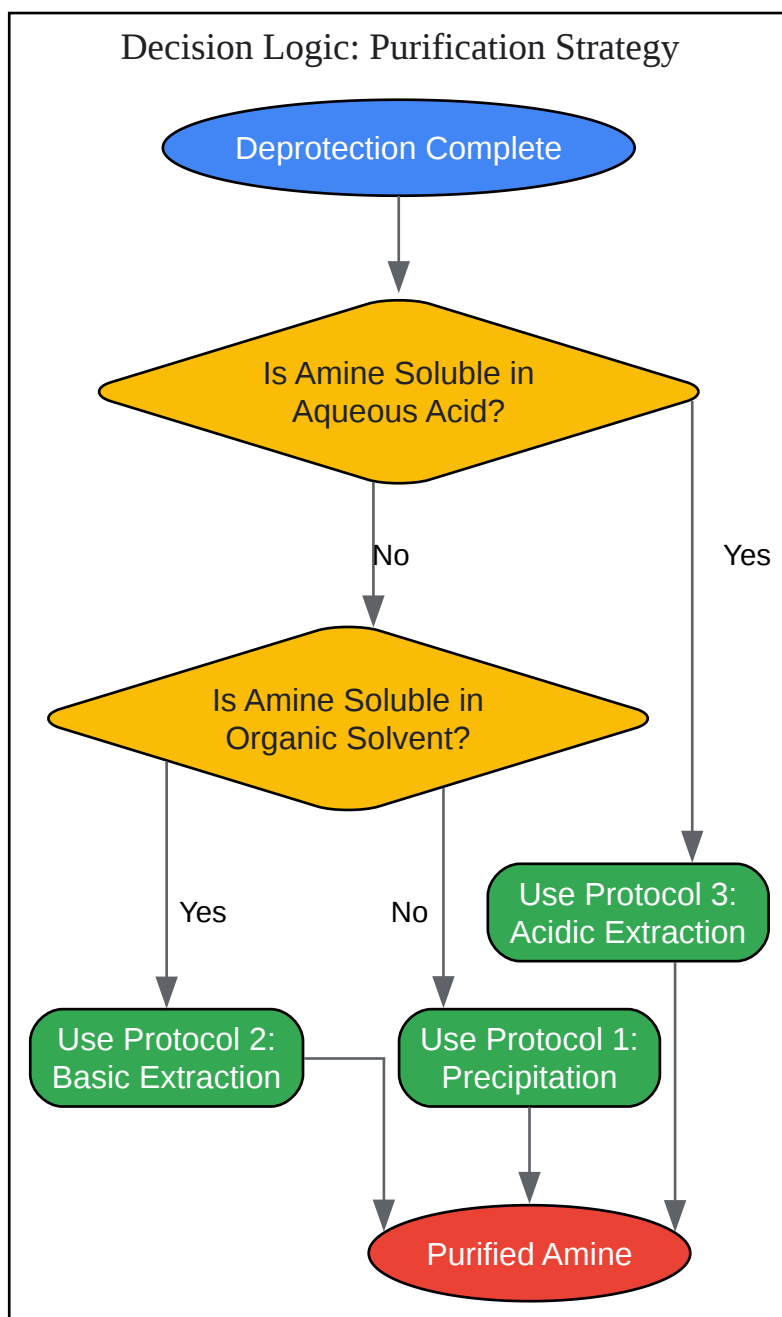 Decision Logic: Purification Strategy
Deprotection Complete
Is Amine Soluble in
Aqueous Acid?
No
Yes
Is Amine Soluble in
Organic Solvent?
Yes
No
Use Protocol 3:
Acidic Extraction
Use Protocol 2:
Basic Extraction
Use Protocol 1:
Precipitation
Purified Amine